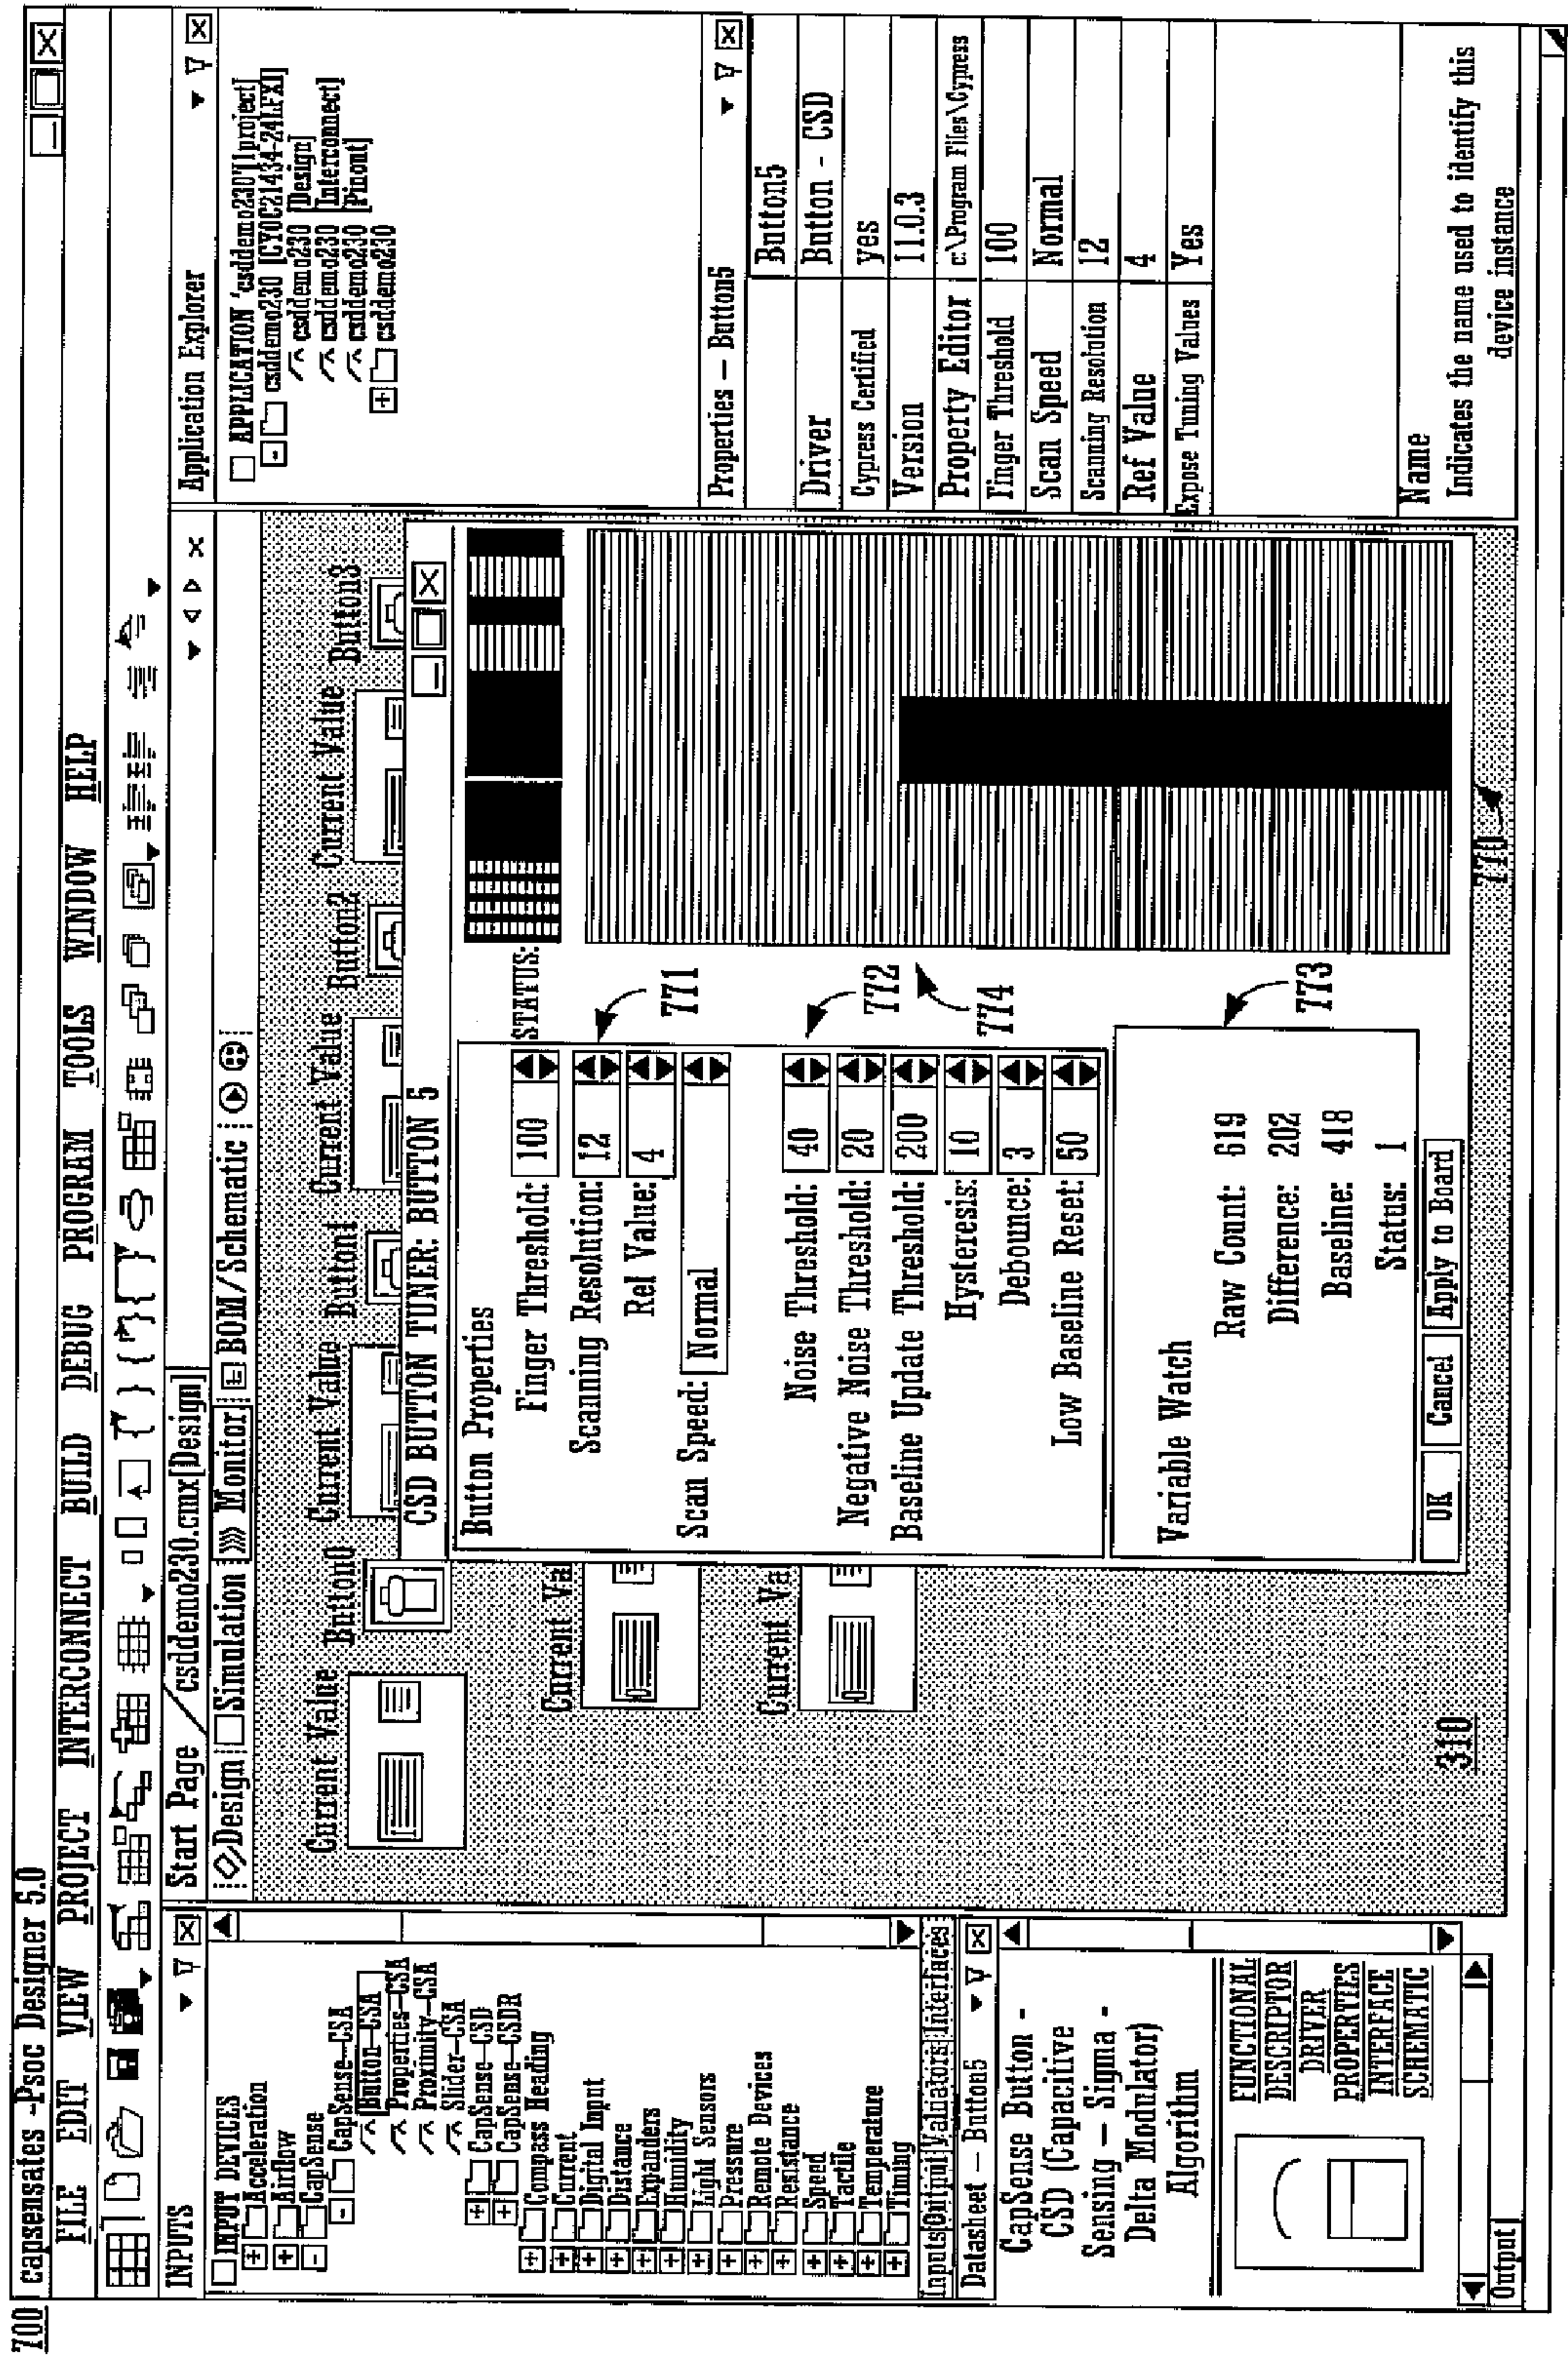 700
capsensates -Psoc Designer 5.0
FILE EDIT VIEW PROJECT INTERCONNECT BUILD DEBUG PROGRAM TOOLS WINDOW HELP
INPUTS
INPUT DEVICES
Acceleration
Airflow
CapSense
CapSense-CSA
Button-CSA
Properties-CSA
Proximity-CSA
Slider-CSA
CapSense-CSD
CapSense-CSDR
Compass Heading
Current
Digital Input
Distance
Expanders
Humidity
Light Sensors
Pressure
Remote Devices
Resistance
Speed
Tactile
Temperature
Timing
Inputs Output Valuators Interfaces
Datasheet - Button5
CapSense Button -
CSD (Capacitive
Sensing - Sigma -
Delta Modulator)
Algorithm
FUNCTIONAL
DESCRIPTOR
DRIVER
PROPERTIES
INTERFACE
SCHEMATIC
Output
Start Page csddemo230.cmx[Design]
Design Simulation Monitor BOM/Schematic
Current Value Button0 Current Value Button1 Current Value Button2 Current Value Button3
Current Va
Current Va
310
CSD BUTTON TUNER: BUTTON 5
Button Properties
Finger Threshold: 100
Scanning Resolution: 12
Ref Value: 4
Scan Speed: Normal
771
Noise Threshold: 40
Negative Noise Threshold: 20
Baseline Update Threshold: 200
Hysteresis: 10
Debounce: 3
Low Baseline Reset: 50
772
774
Variable Watch
Raw Count: 619
Difference: 202
Baseline: 418
Status: 1
773
OK Cancel Apply to Board
STATUS:
770
Application Explorer
APPLICATION 'csddemo230'[1project]
csddemo230 [CY0C21434-24LFXI]
csddemo230 [Design]
csddemo230 [Interconnect]
csddemo230 [Pinout]
csddemo230
Properties - Button5
Button5
Driver Button - CSD
Cypress Certified yes
Version 11.0.3
Property Editor c:\Program Files\Cypress
Finger Threshold 100
Scan Speed Normal
Scanning Resolution 12
Ref Value 4
Expose Tuning Values Yes
Name
Indicates the name used to identify this
device instance